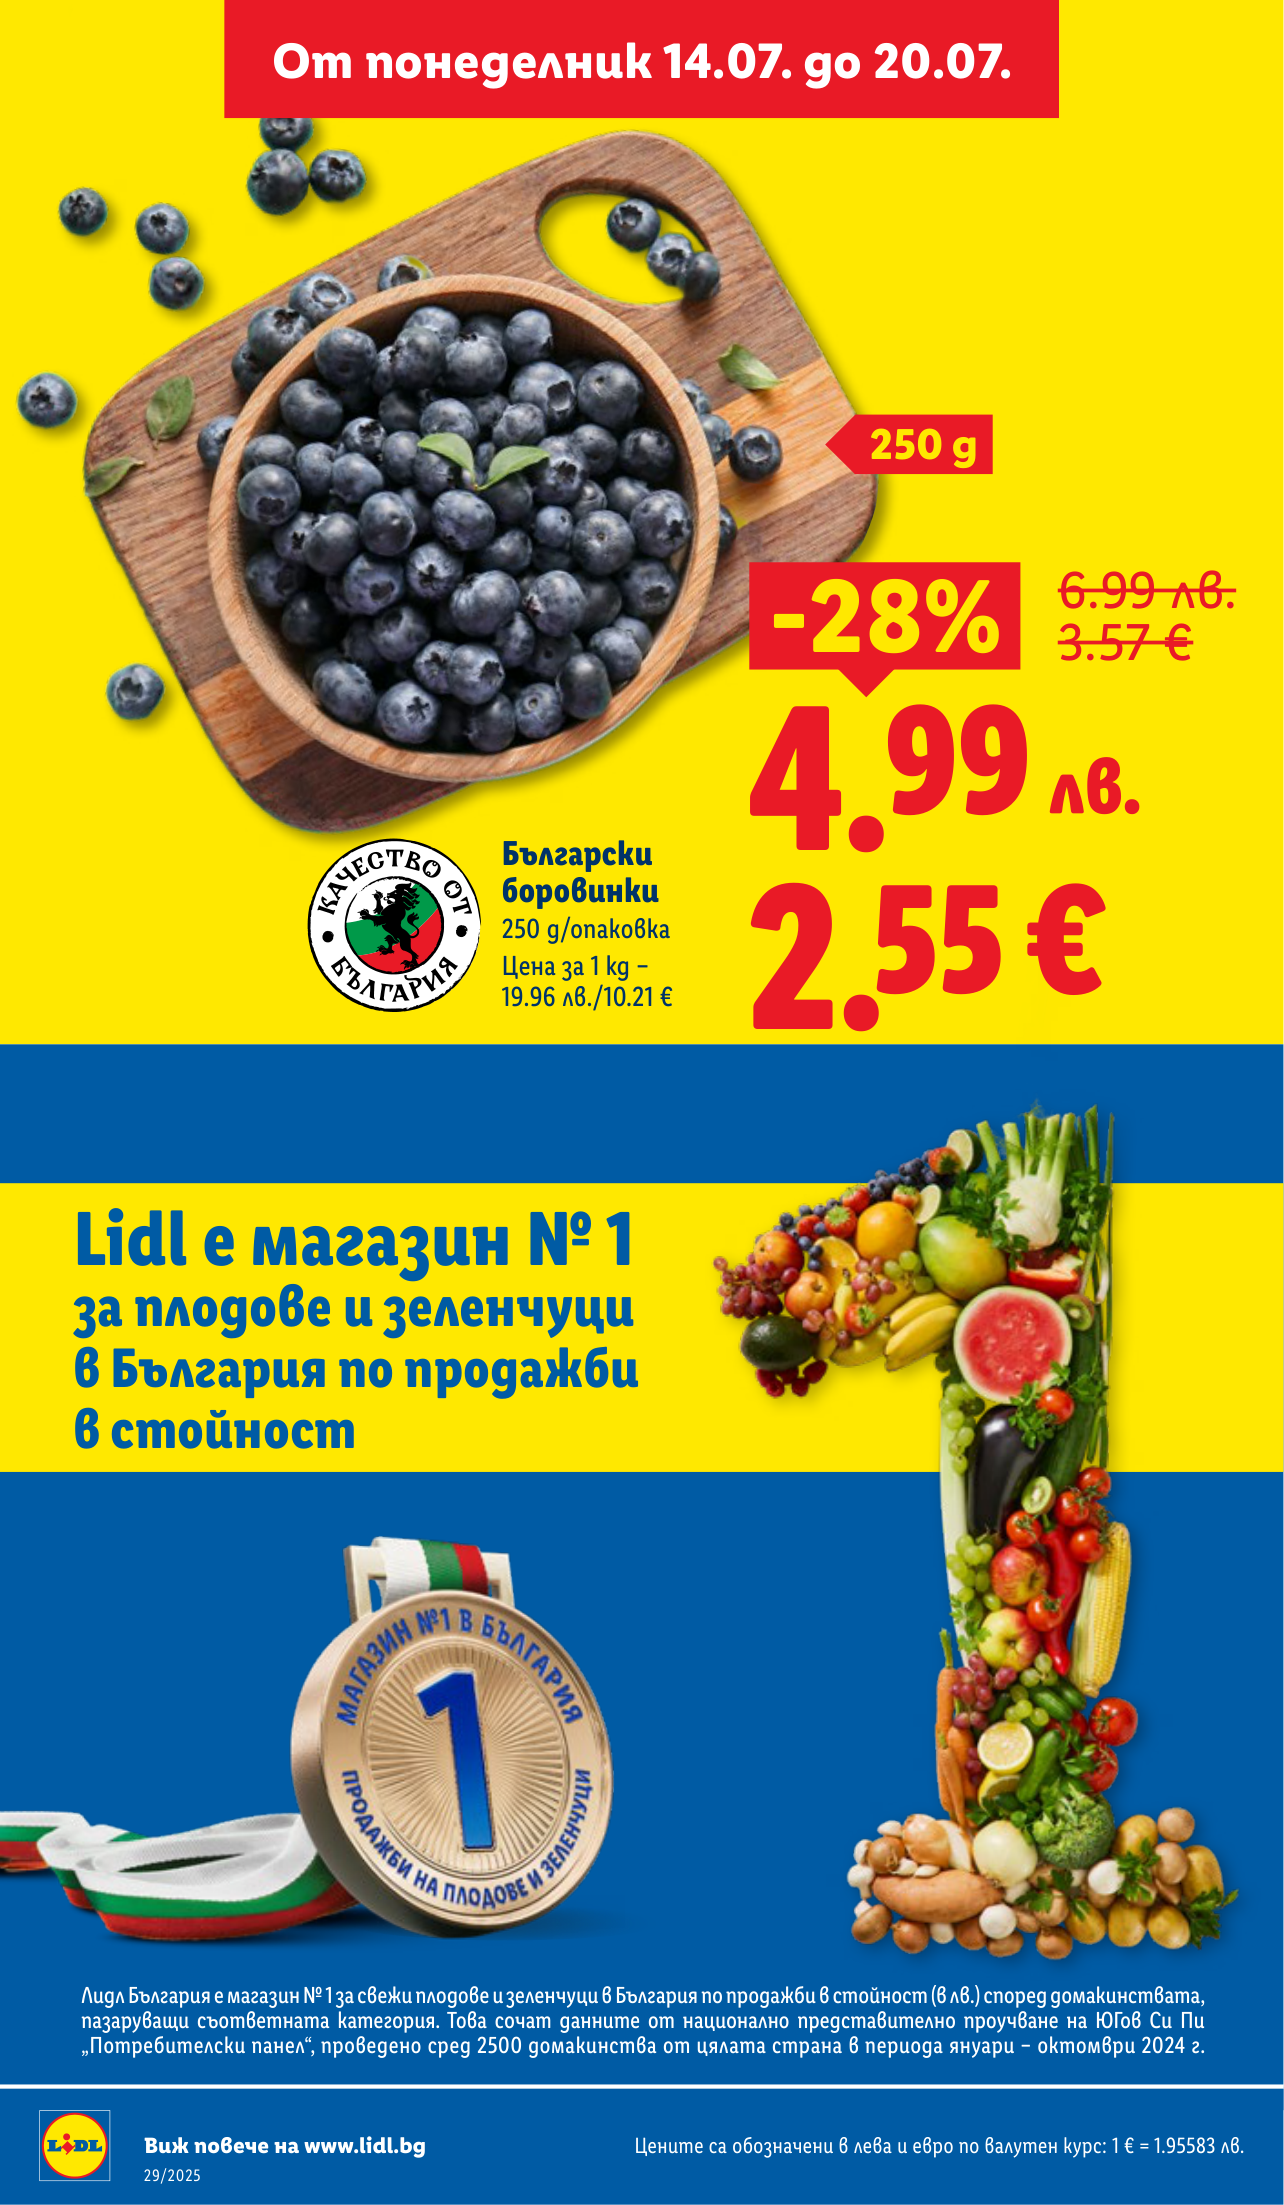 От понеделник 14.07. до 20.07.
250 g
-28%
6.99 лв.
3.57 €
4.99 лв.
2.55 €
КАЧЕСТВО ОТ
БЪЛГАРИЯ
Български
боровинки
250 g/опаковка
Цена за 1 kg –
19.96 лв./10.21 €
Lidl е магазин № 1
за плодове и зеленчуци
в България по продажби
в стойност
МАГАЗИН №1 В БЪЛГАРИЯ
1
ПРОДАЖБИ НА ПЛОДОВЕ И ЗЕЛЕНЧУЦИ
Лидл България е магазин № 1 за свежи плодове и зеленчуци в България по продажби в стойност (в лв.) според домакинствата,
пазаруващи съответната категория. Това сочат данните от национално представително проучване на ЮГов Си Пи
„Потребителски панел“, проведено сред 2500 домакинства от цялата страна в периода януари – октомври 2024 г.
LIDL
Виж повече на www.lidl.bg
29/2025
Цените са обозначени в лева и евро по валутен курс: 1 € = 1.95583 лв.